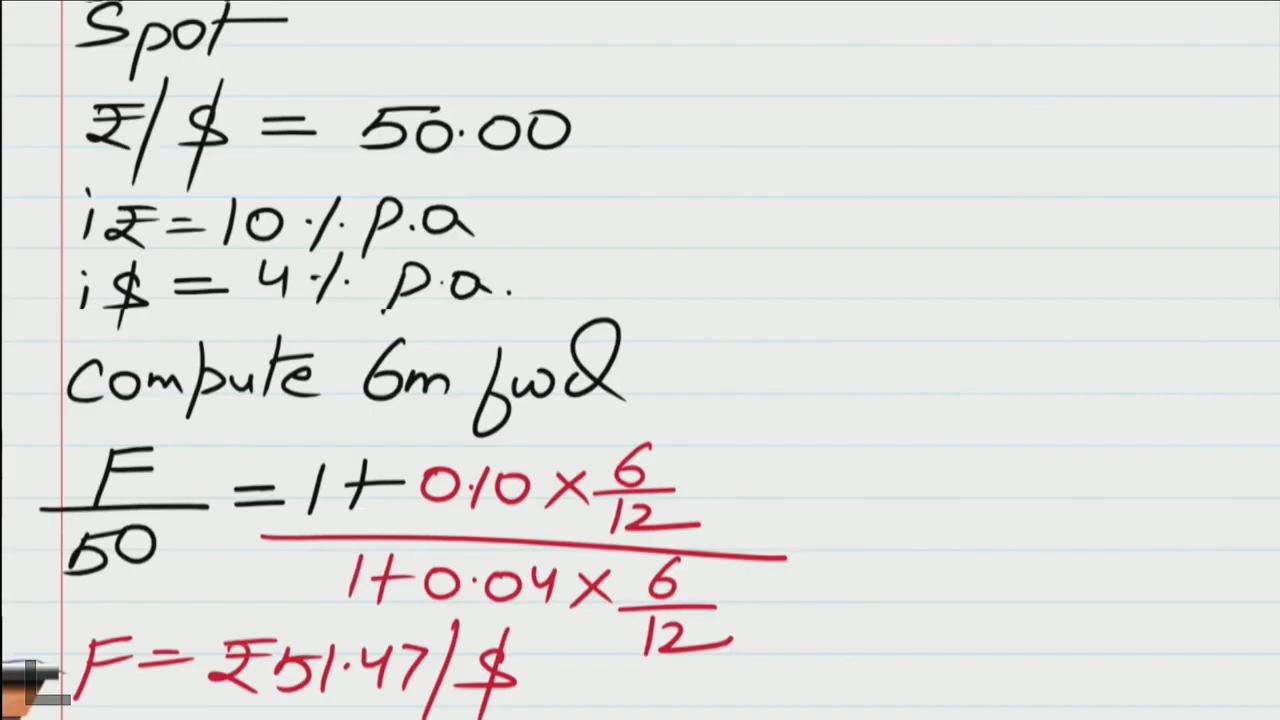 Spot
₹/$ = 50.00
i₹ = 10% p.a
i$ = 4% p.a.
compute 6m fwd
F/50 = 1+0.10×6/12
1+0.04×6/12
F = ₹51.47/$